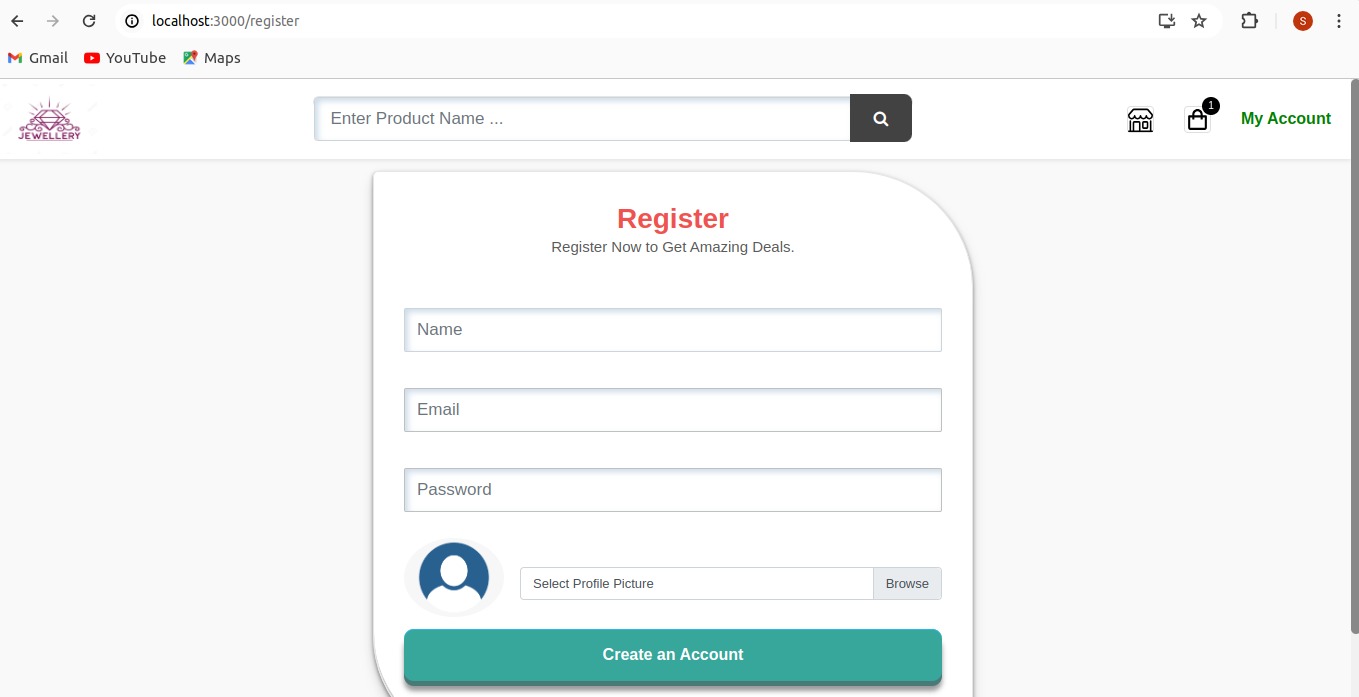 localhost:3000/register
S
Gmail YouTube Maps
JEWELLERY
Enter Product Name ...
1
My Account
Register
Register Now to Get Amazing Deals.
Name
Email
Password
Select Profile Picture Browse
Create an Account